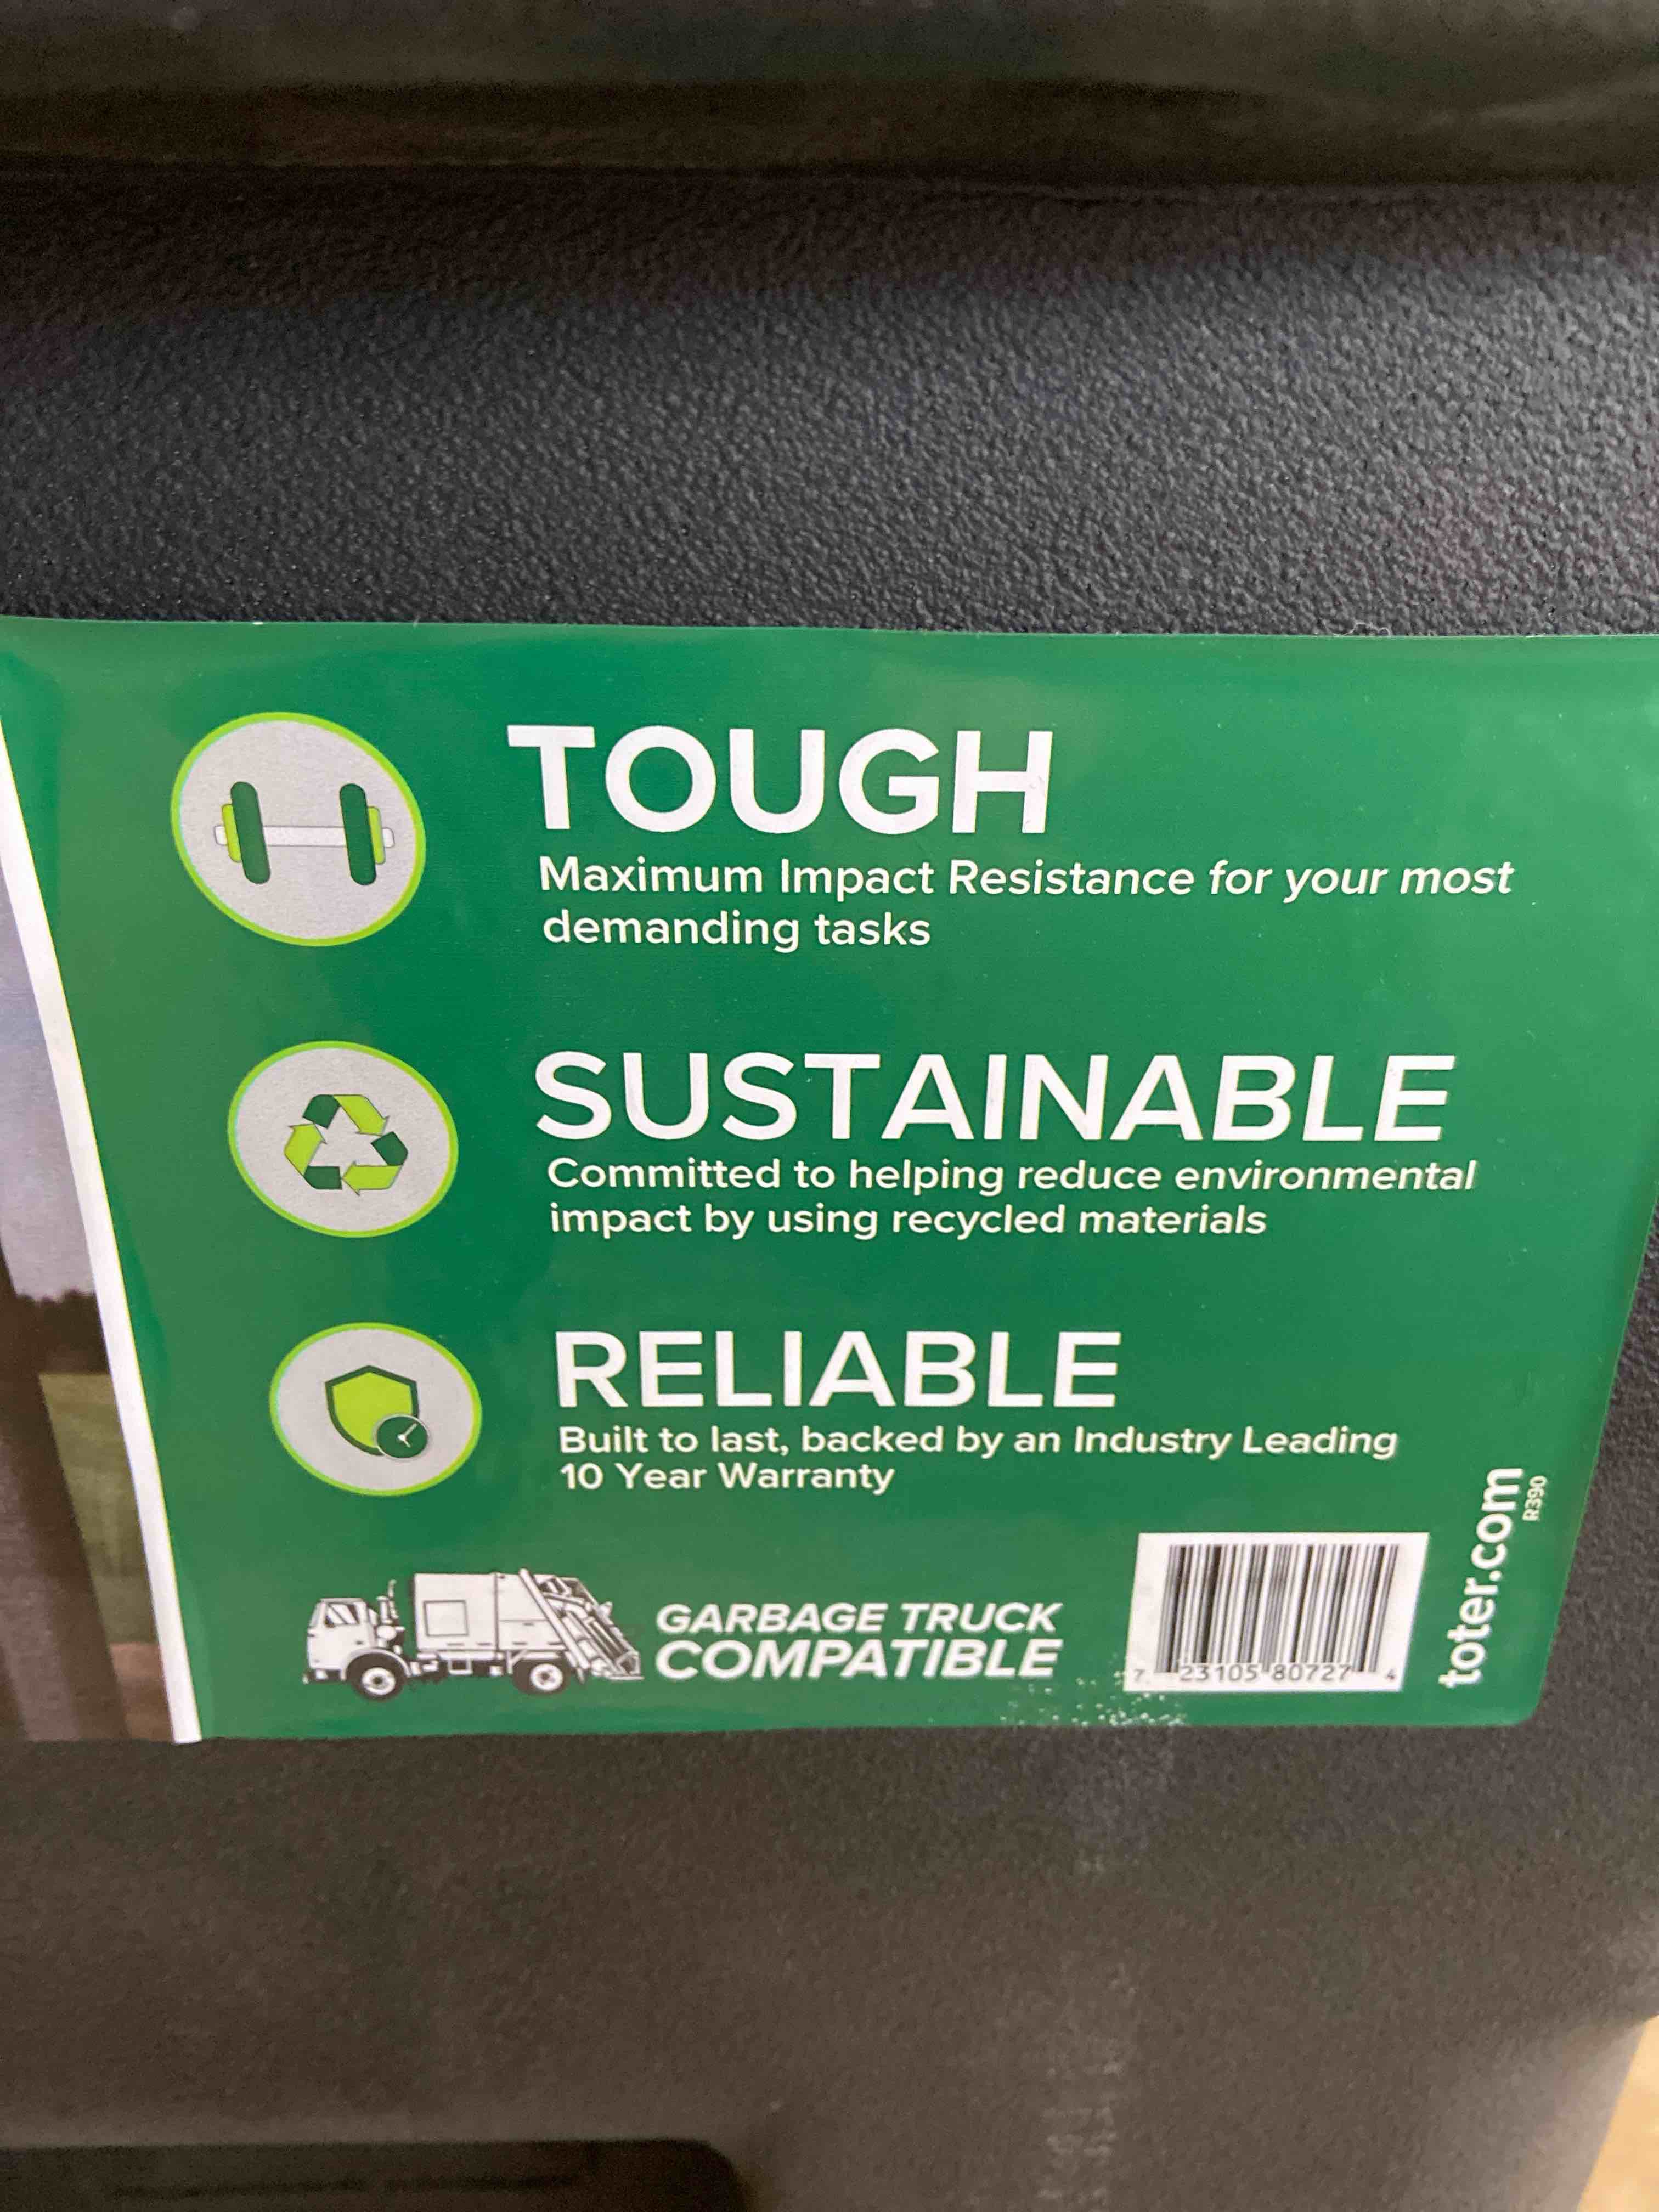 TOUGH
Maximum Impact Resistance for your most
demanding tasks
SUSTAINABLE
Committed to helping reduce environmental
impact by using recycled materials
RELIABLE
Built to last, backed by an Industry Leading
10 Year Warranty
GARBAGE TRUCK
COMPATIBLE
7 23105 80727 4
toter.com
R390